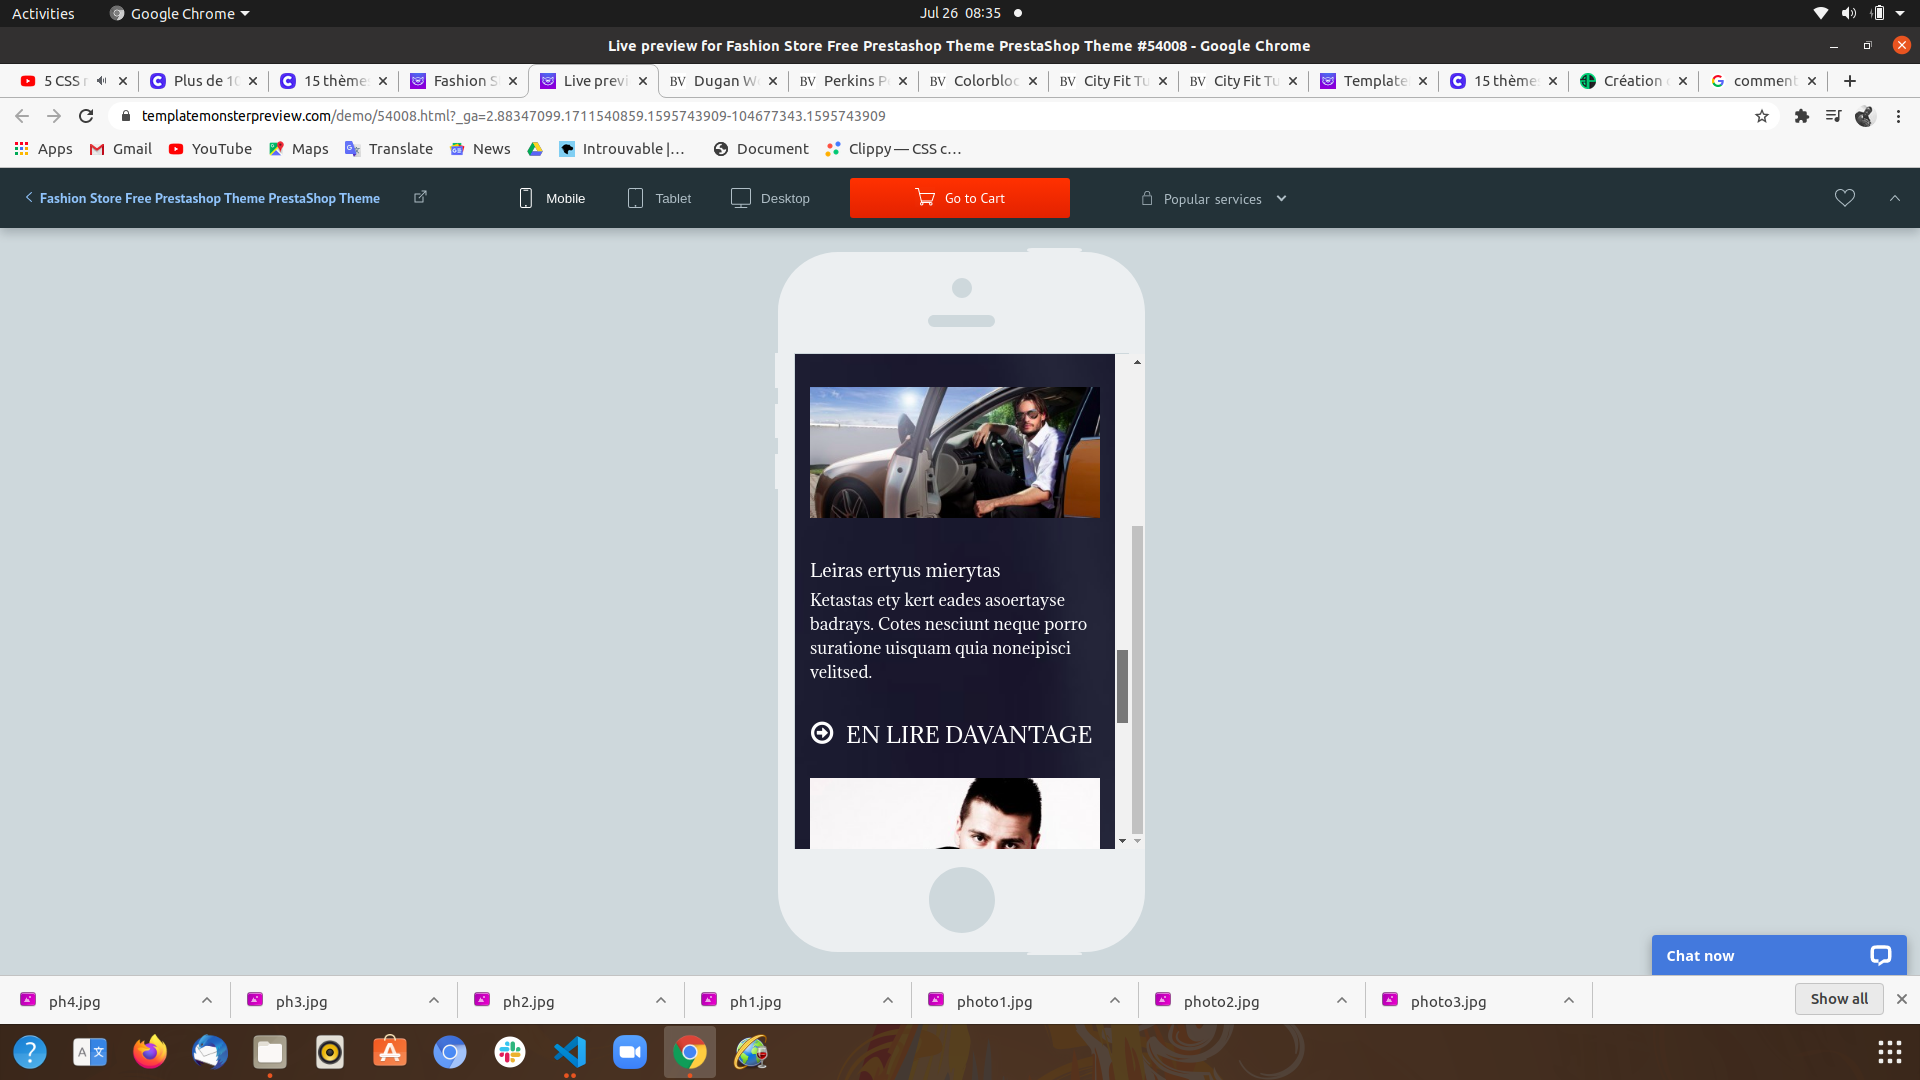 Activities
Google Chrome
Jul 26 08:35
Live preview for Fashion Store Free Prestashop Theme PrestaShop Theme #54008 - Google Chrome
5 CSS
Plus de 10
15 thème
Fashion S
Live previ
BV Dugan W
BV Perkins P
BV Colorbloc
BV City Fit Tu
BV City Fit Tu
Template
15 thème
Création
comment
templatemonsterpreview.com/demo/54008.html?_ga=2.88347099.1711540859.1595743909-104677343.1595743909
Apps
Gmail
YouTube
Maps
Translate
News
Introuvable |…
Document
Clippy — CSS c…
Fashion Store Free Prestashop Theme PrestaShop Theme
Mobile
Tablet
Desktop
Go to Cart
Popular services
Leiras ertyus mierytas
Ketastas ety kert eades asoertayse
badrays. Cotes nesciunt neque porro
suratione uisquam quia noneipisci
velitsed.
EN LIRE DAVANTAGE
Chat now
ph4.jpg
ph3.jpg
ph2.jpg
ph1.jpg
photo1.jpg
photo2.jpg
photo3.jpg
Show all